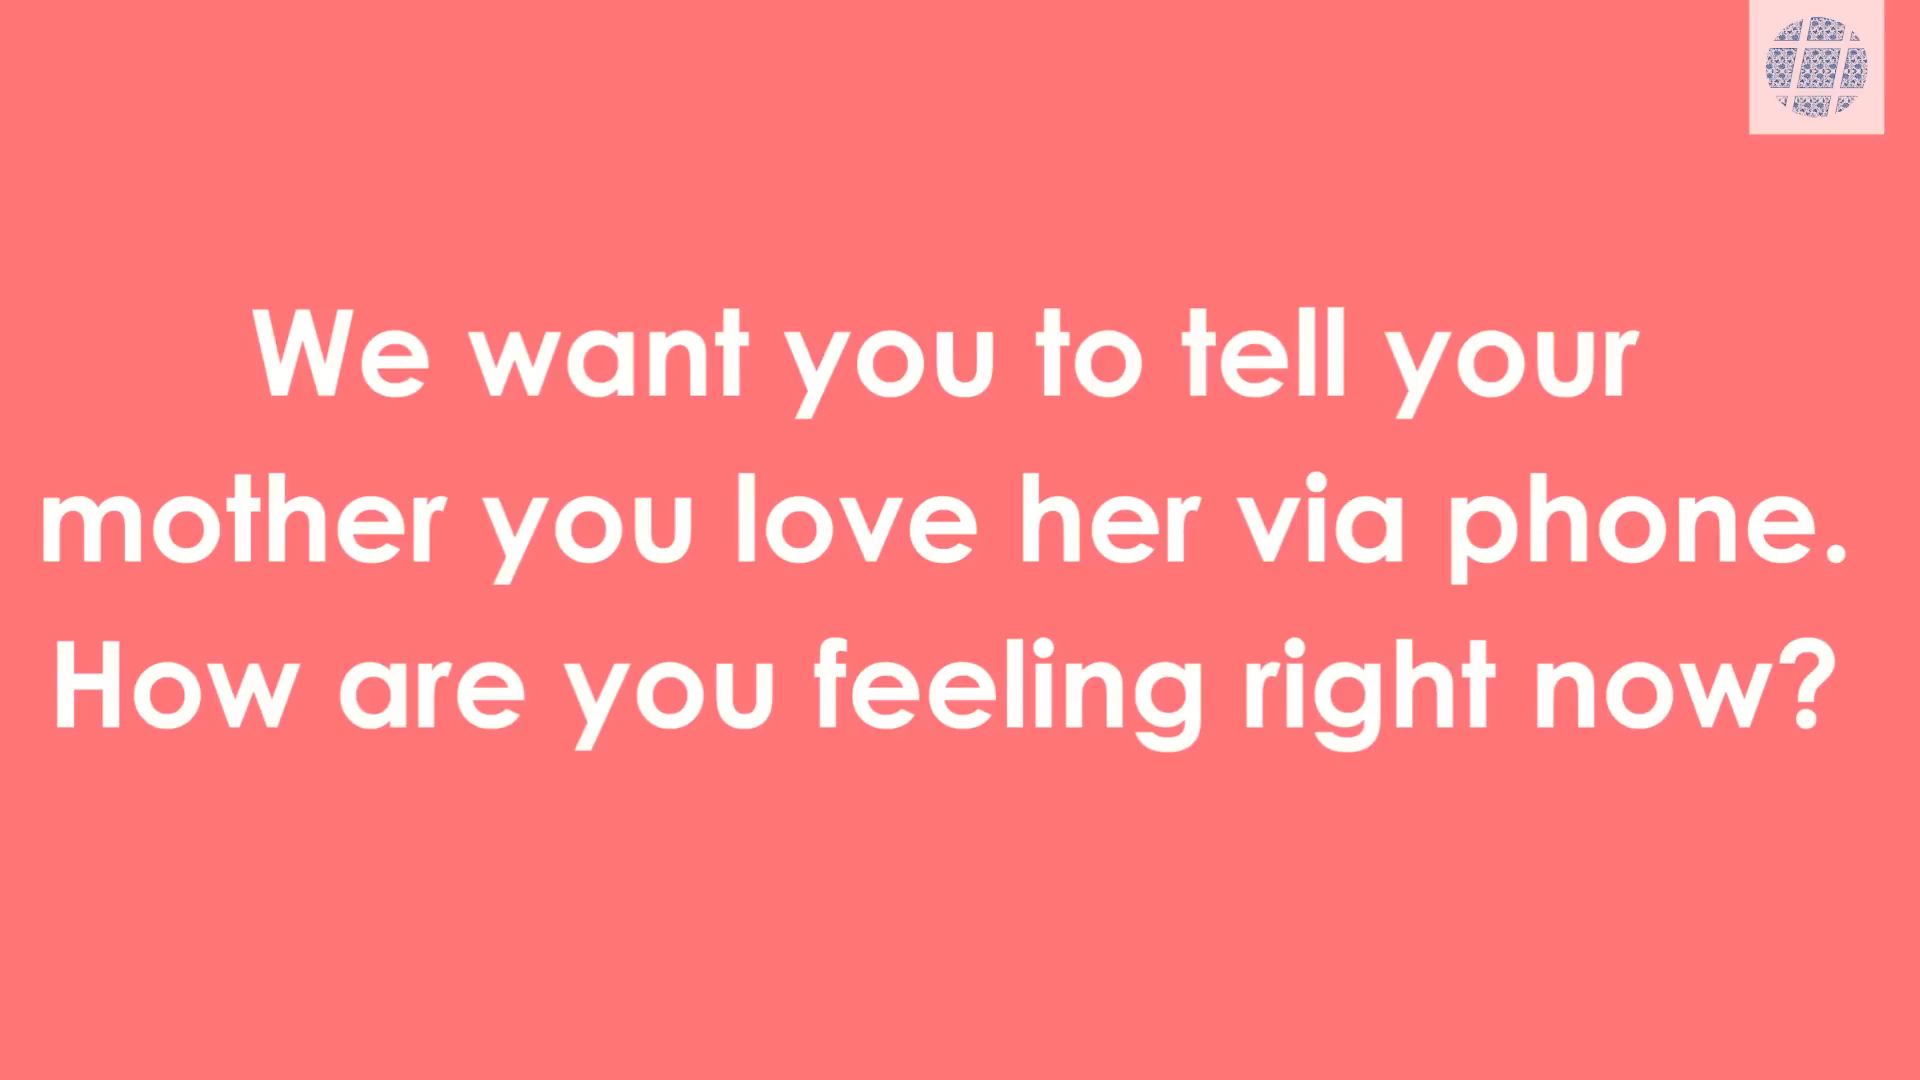 We want you to tell your
mother you love her via phone.
How are you feeling right now?